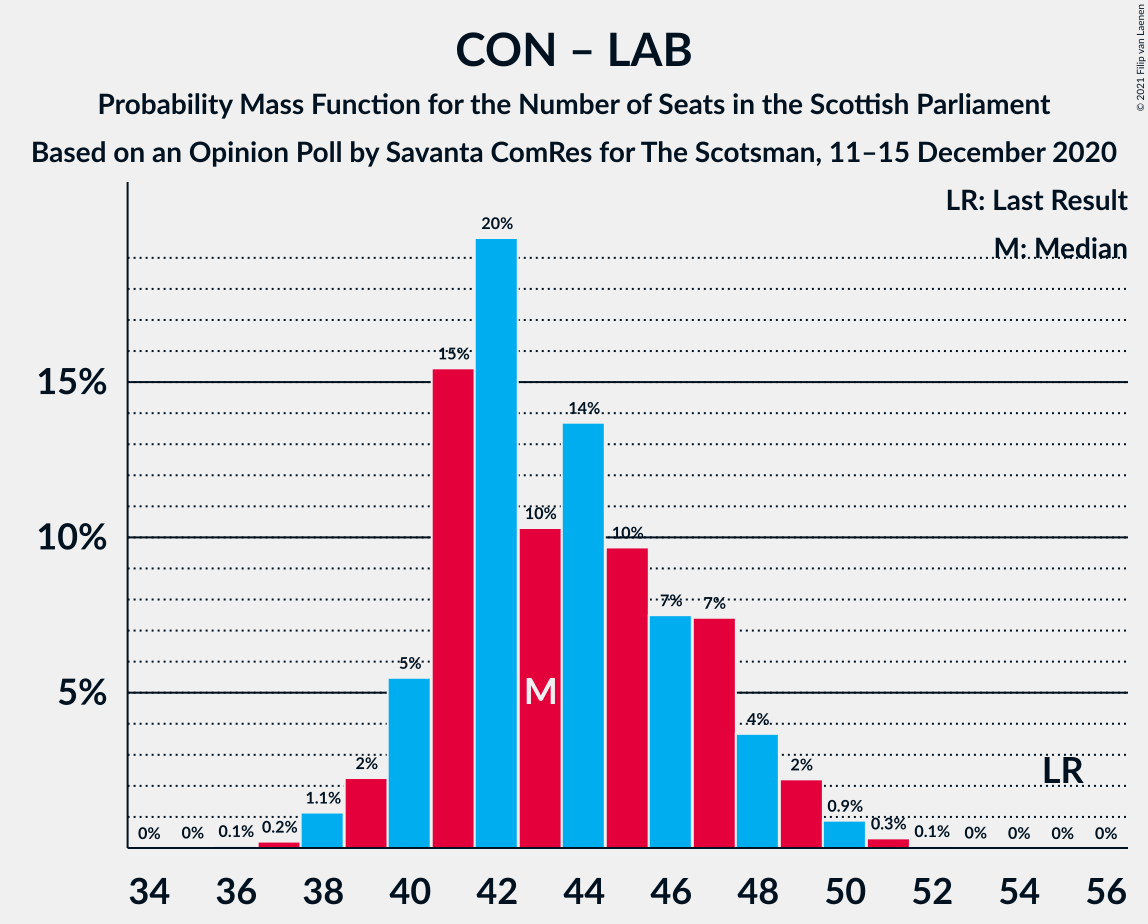 CON – LAB
Probability Mass Function for the Number of Seats in the Scottish Parliament
Based on an Opinion Poll by Savanta ComRes for The Scotsman, 11–15 December 2020
© 2021 Filip van Laenen
LR: Last Result
M: Median
15%
10%
5%
0%
0%
0.1%
0.2%
1.1%
2%
5%
15%
20%
10%
14%
10%
7%
7%
4%
2%
0.9%
0.3%
0.1%
0%
0%
0%
0%
M
LR
34 36 38 40 42 44 46 48 50 52 54 56